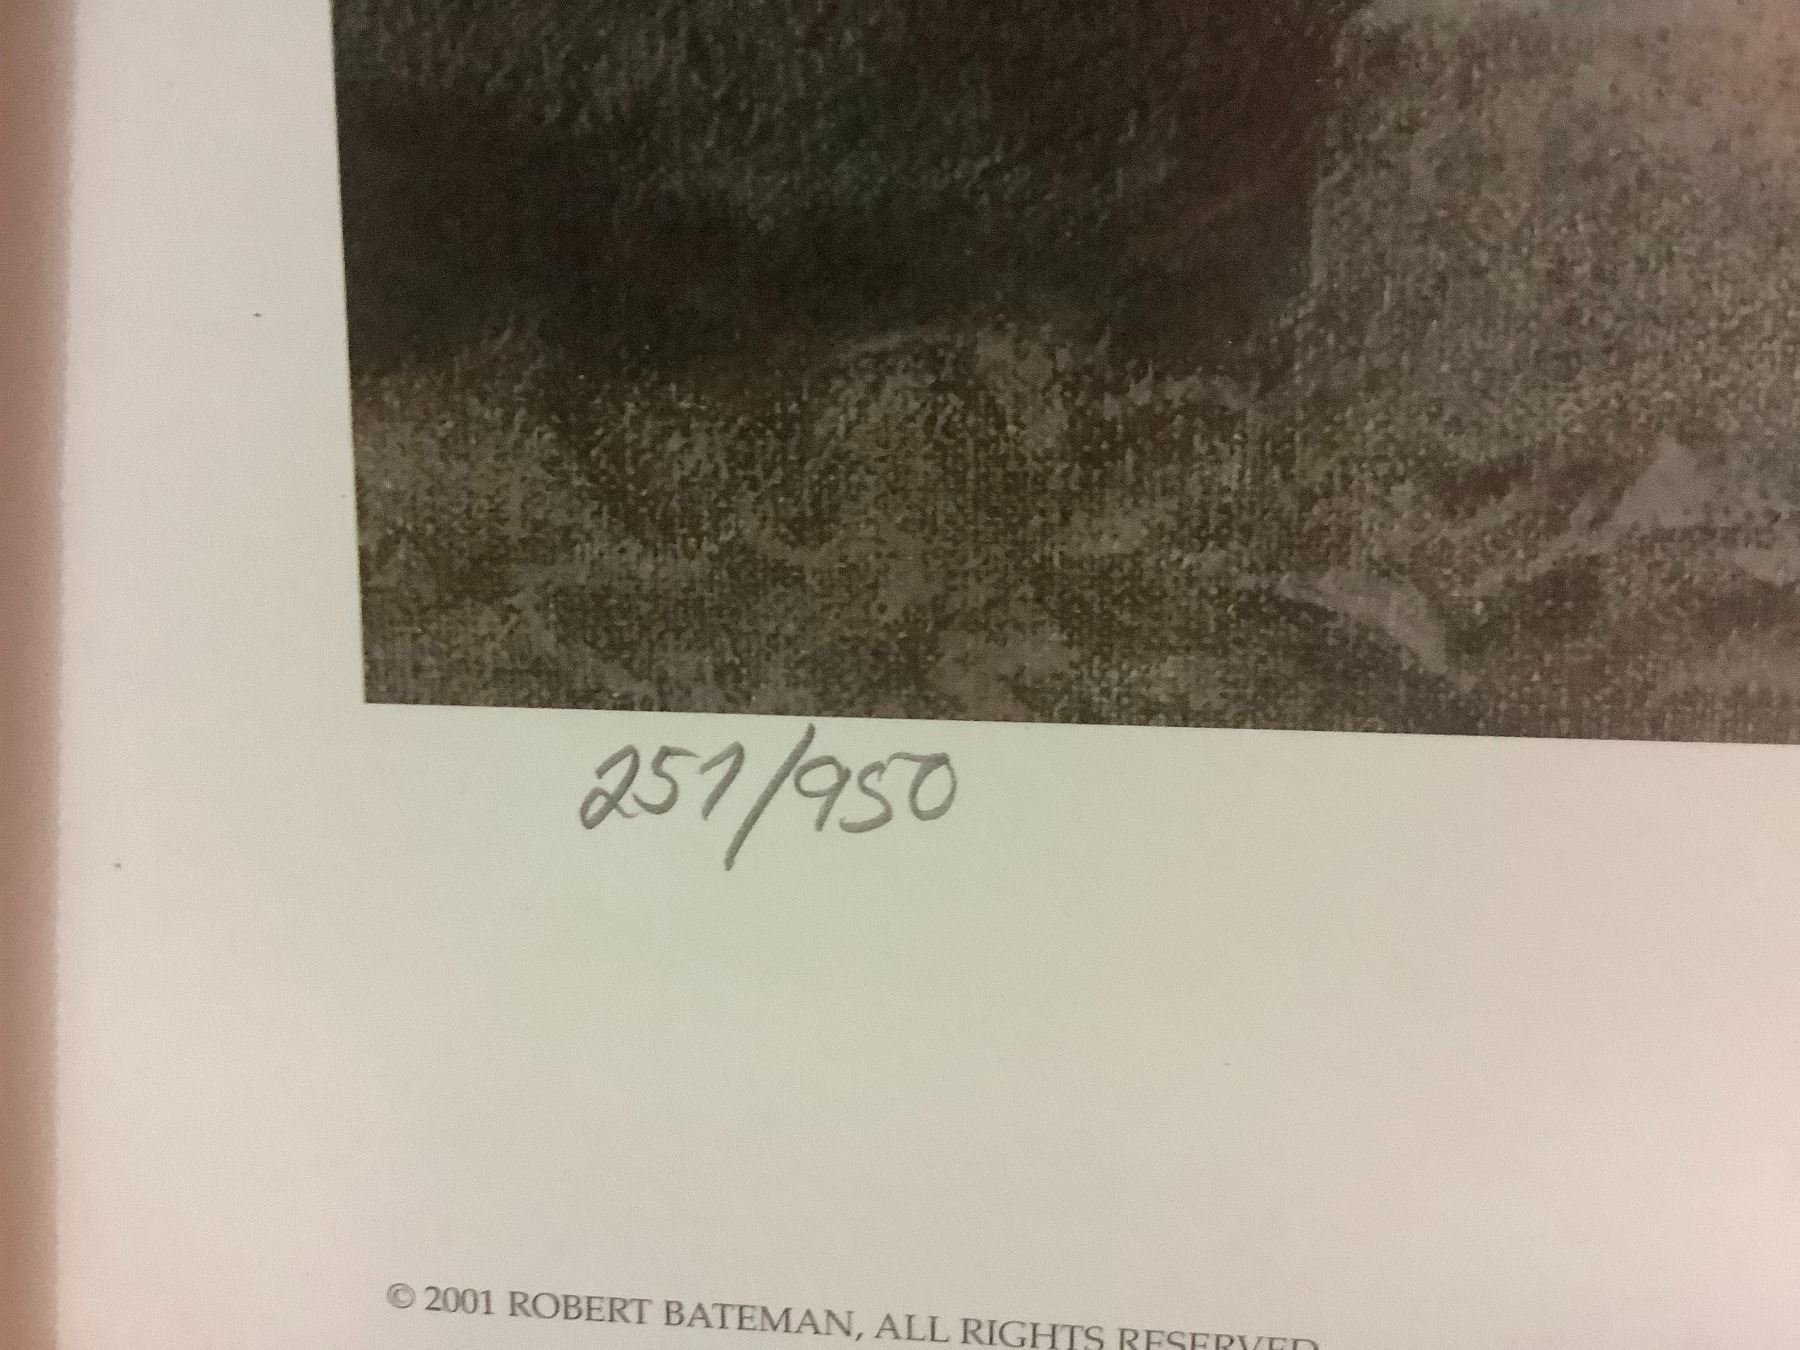 251/950
© 2001 ROBERT BATEMAN, ALL RIGHTS RESERVED